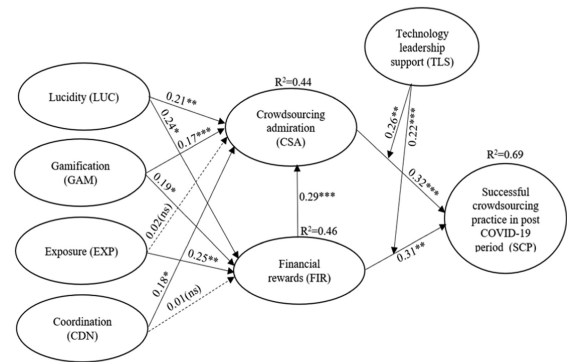 Technology
leadership
support (TLS)
R²=0.44
Lucidity (LUC)
0.21**
Crowdsourcing
admiration
(CSA)
0.24*
0.17***
0.26**
0.22***
Gamification
(GAM)
0.19*
0.32***
R²=0.69
0.02(ns)
0.29***
Successful
crowdsourcing
practice in post
COVID-19
period (SCP)
Exposure (EXP)
0.25**
R²=0.46
Financial
rewards (FIR)
0.31**
0.18*
0.01(ns)
Coordination
(CDN)